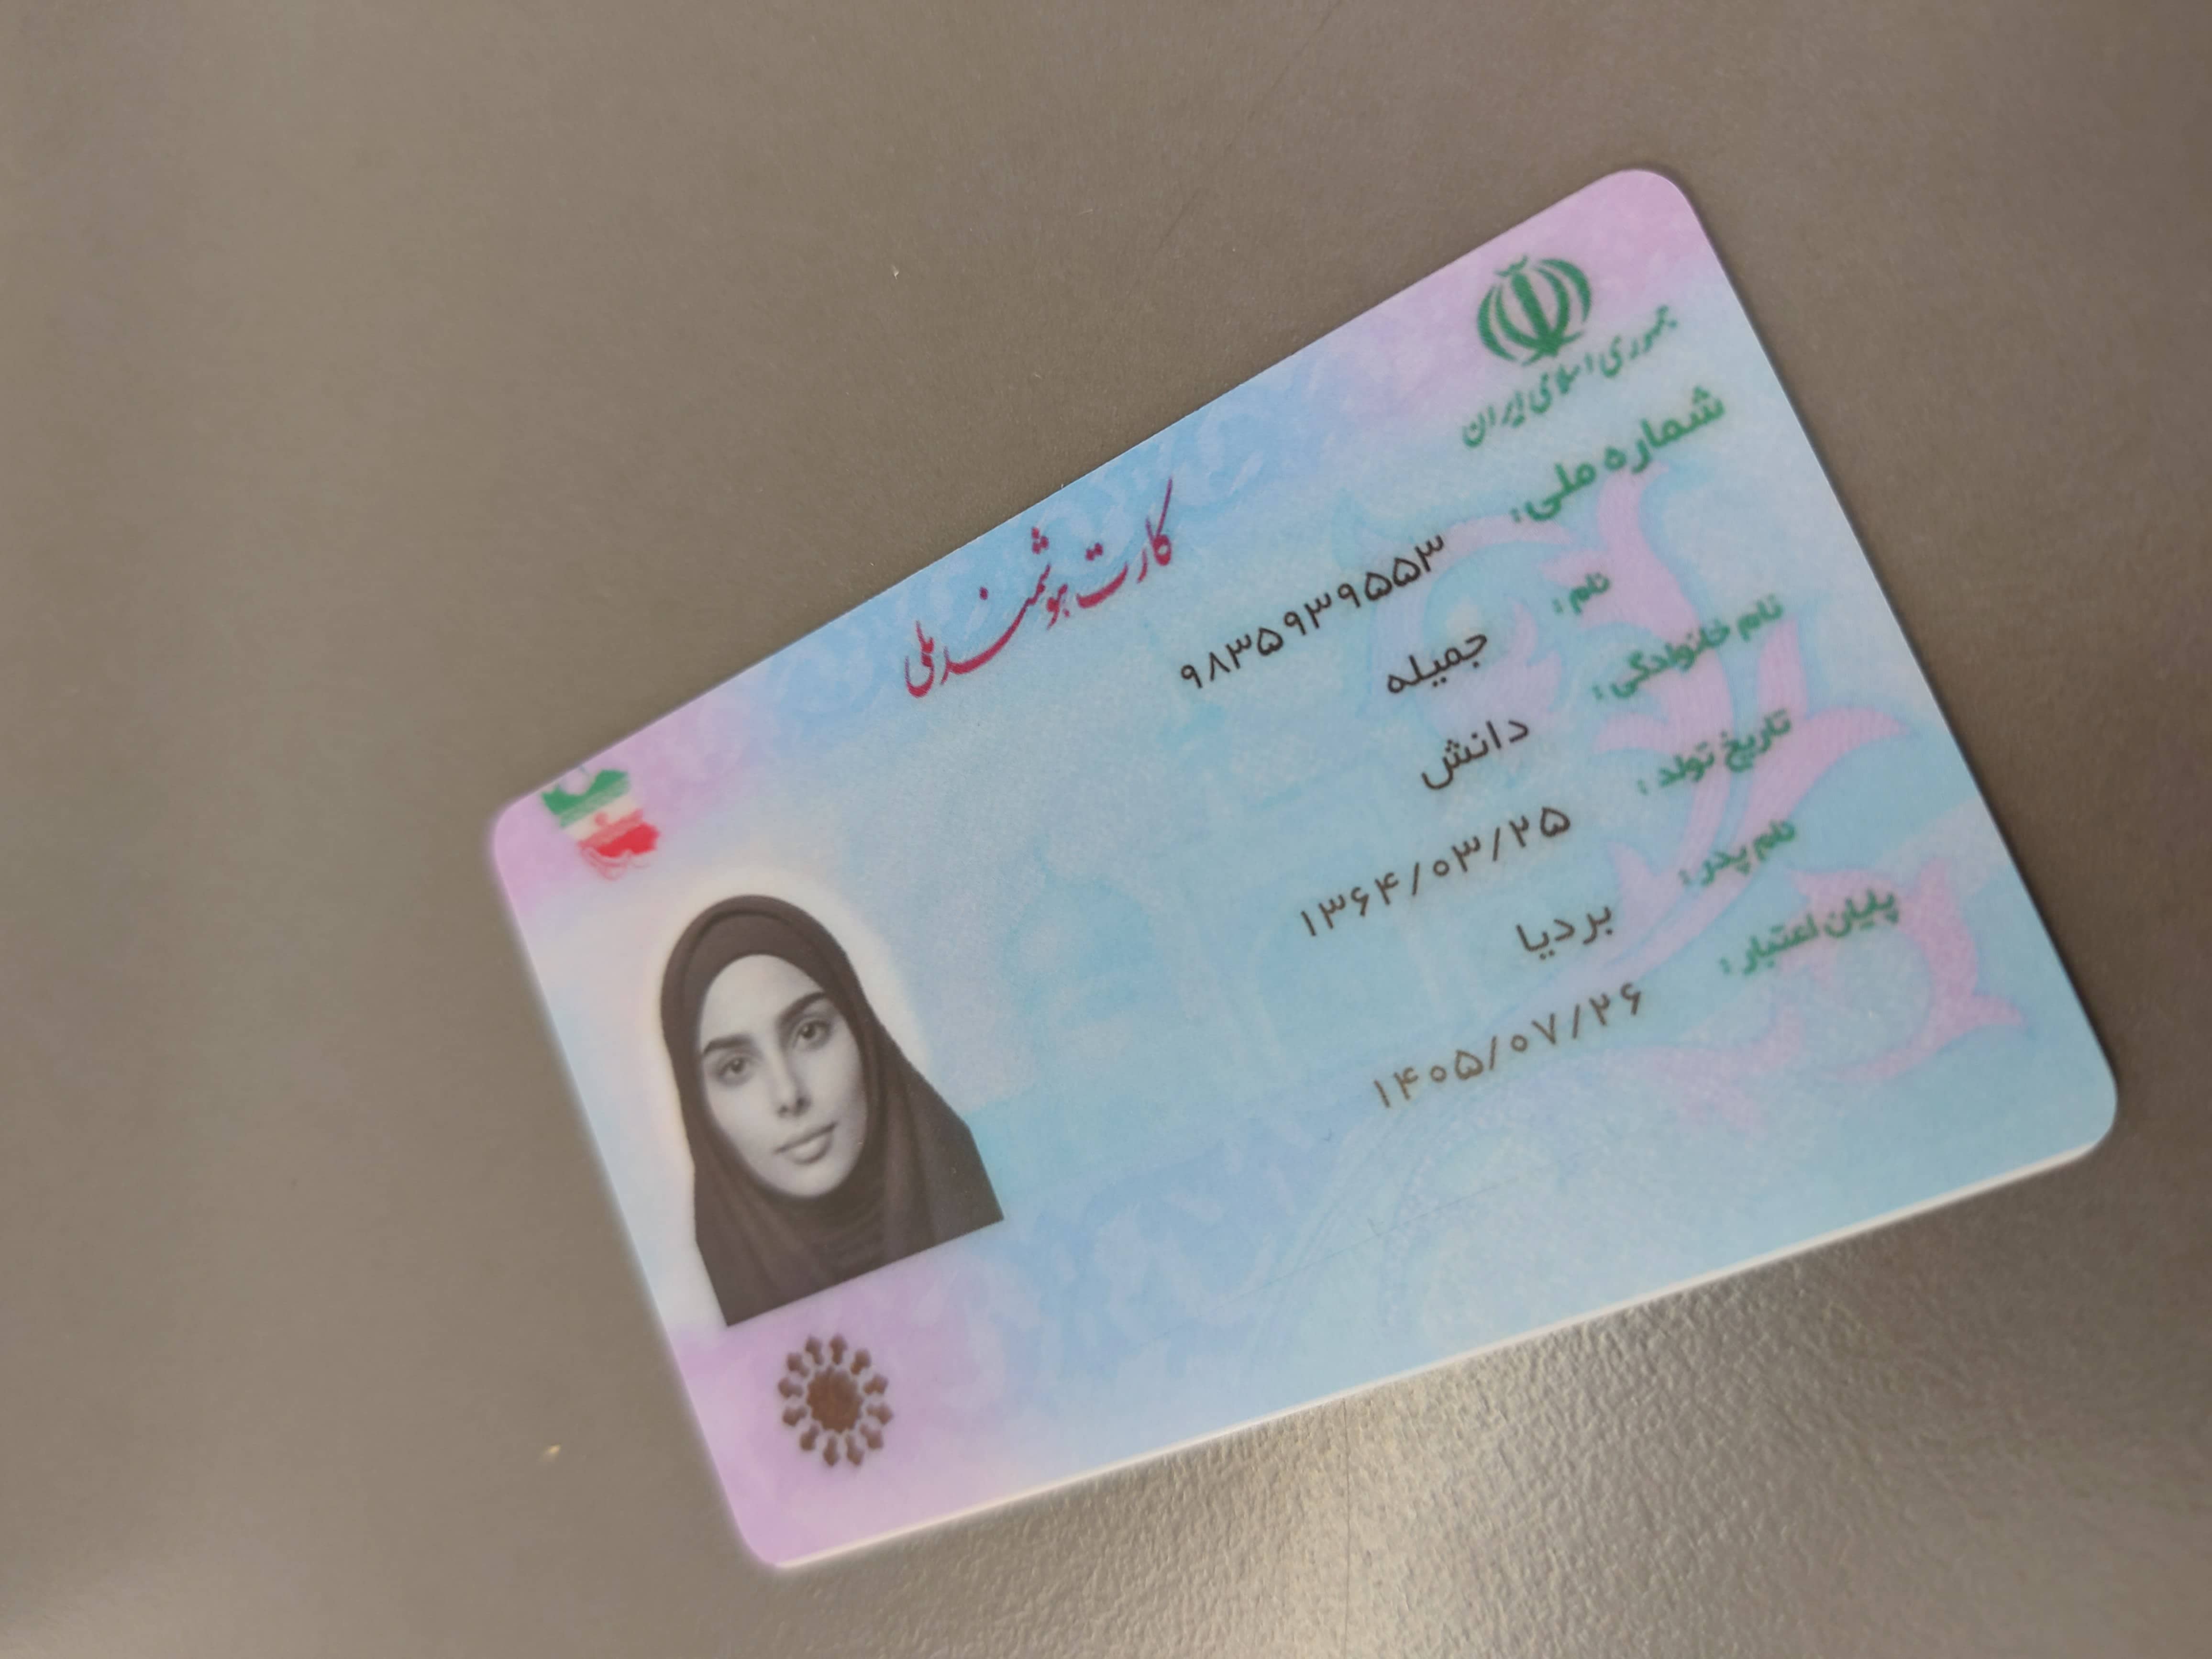 جمهوری اسلامی ایران
کارت هوشمند ملی
شماره ملی: ۹۸۳۵۹۳۹۵۵۳
نام: جمیله
نام خانوادگی: دانش
تاریخ تولد: ۱۳۶۴/۰۳/۲۵
نام پدر: بردیا
پایان اعتبار: ۱۴۰۵/۰۷/۲۶